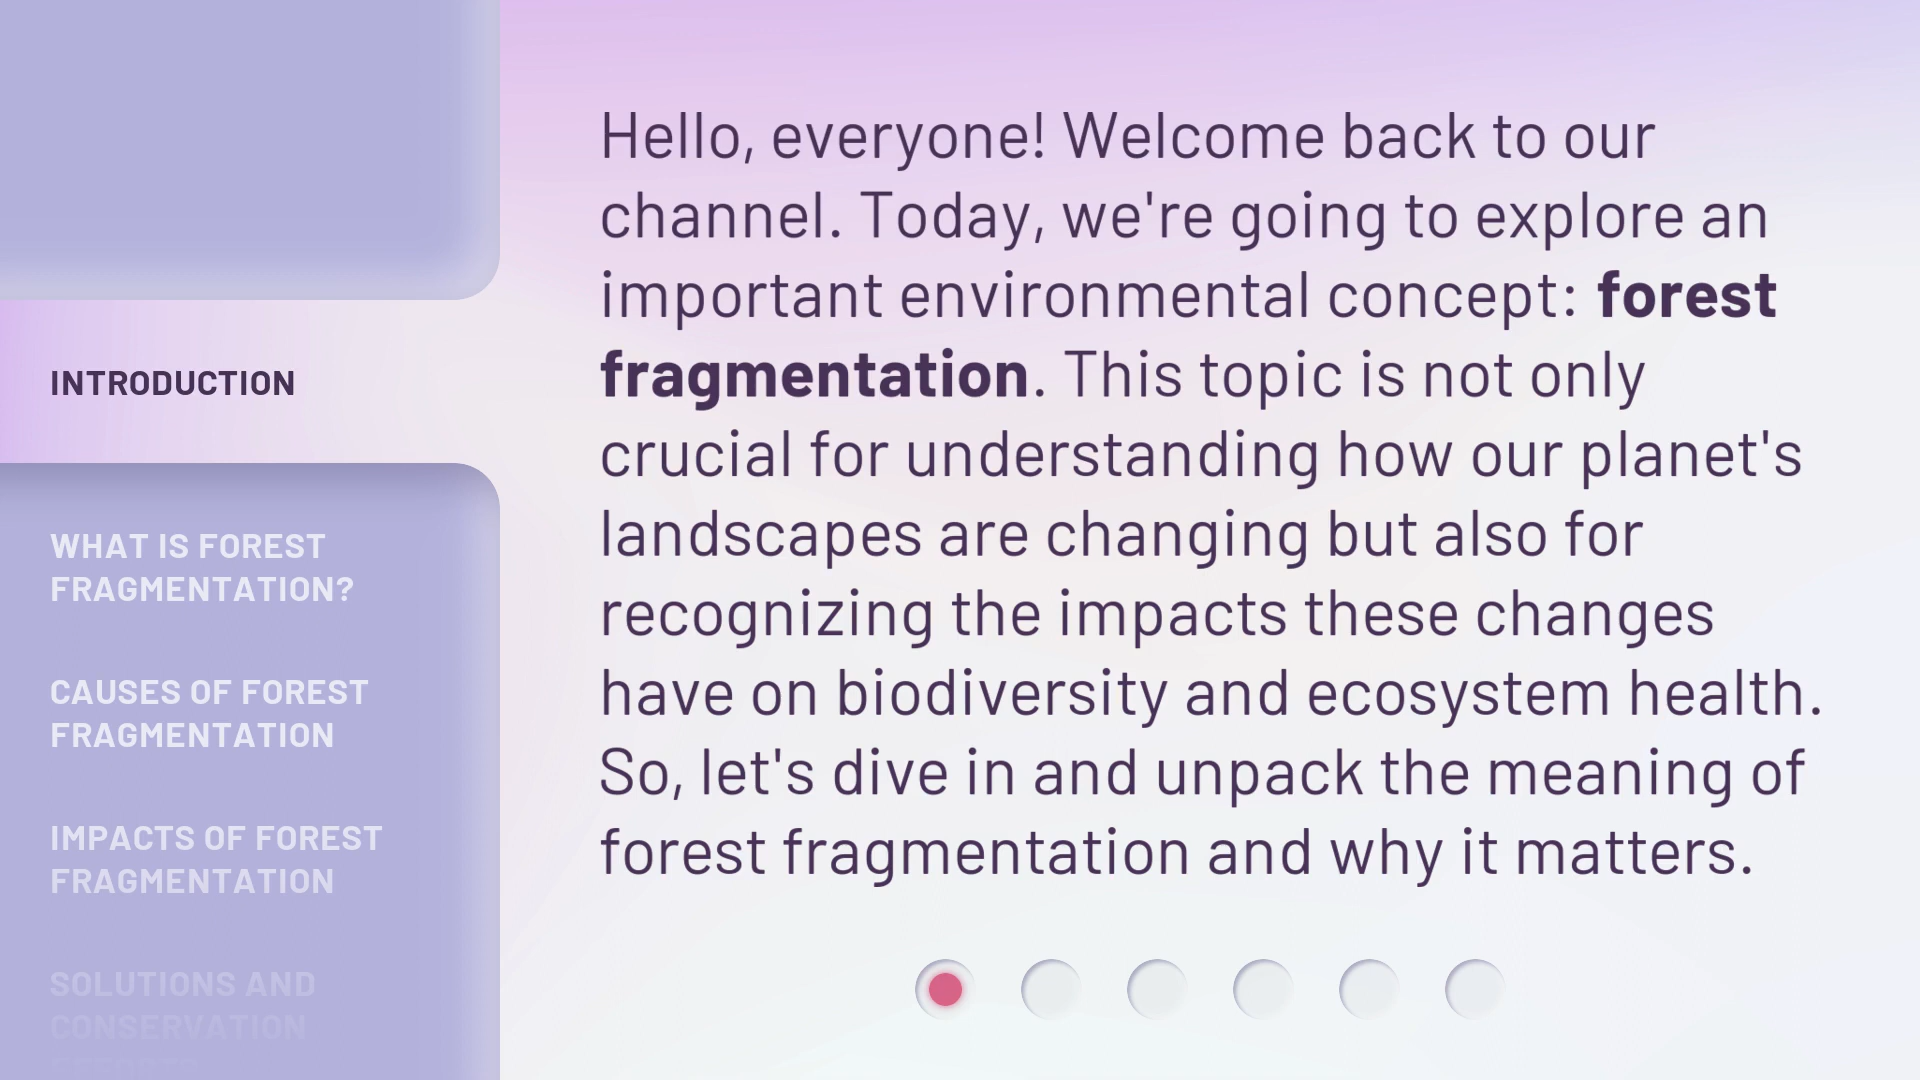 INTRODUCTION
WHAT IS FOREST
FRAGMENTATION?
CAUSES OF FOREST
FRAGMENTATION
IMPACTS OF FOREST
FRAGMENTATION
SOLUTIONS AND
CONSERVATION
EFFORTS
Hello, everyone! Welcome back to our
channel. Today, we're going to explore an
important environmental concept: forest
fragmentation. This topic is not only
crucial for understanding how our planet's
landscapes are changing but also for
recognizing the impacts these changes
have on biodiversity and ecosystem health.
So, let's dive in and unpack the meaning of
forest fragmentation and why it matters.